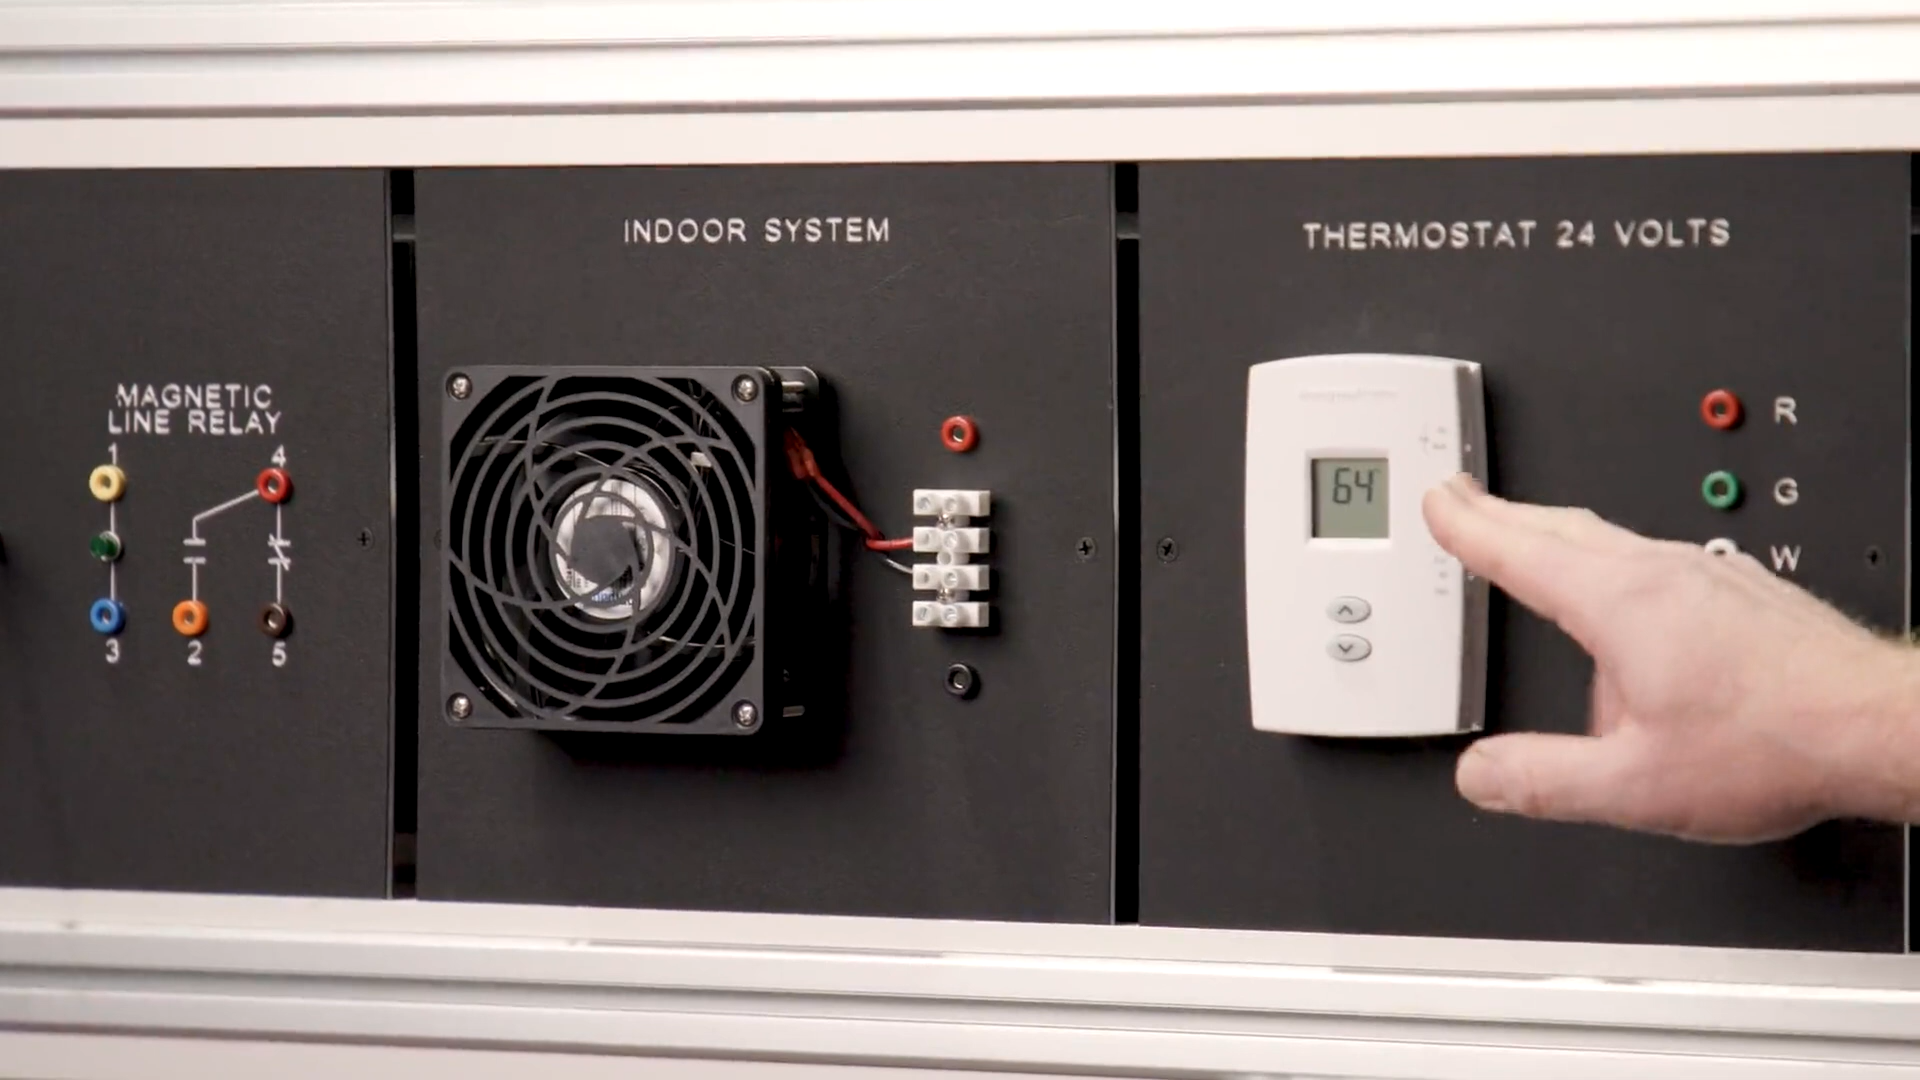 MAGNETIC
LINE RELAY
1
4
3
2
5
INDOOR SYSTEM
THERMOSTAT 24 VOLTS
64°
R
G
W